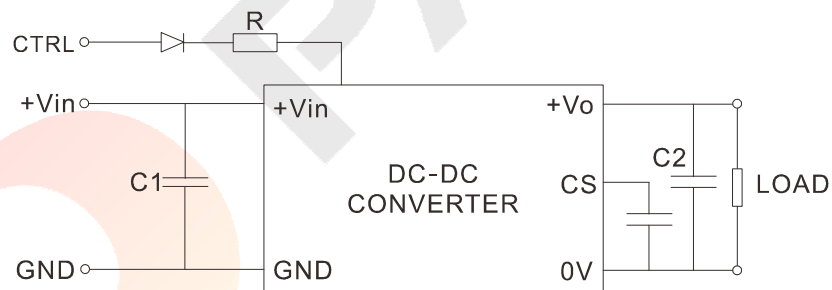 R
CTRL
+Vin
+Vin
+Vo
C1
DC-DC
CONVERTER
CS
C2
LOAD
GND
GND
0V